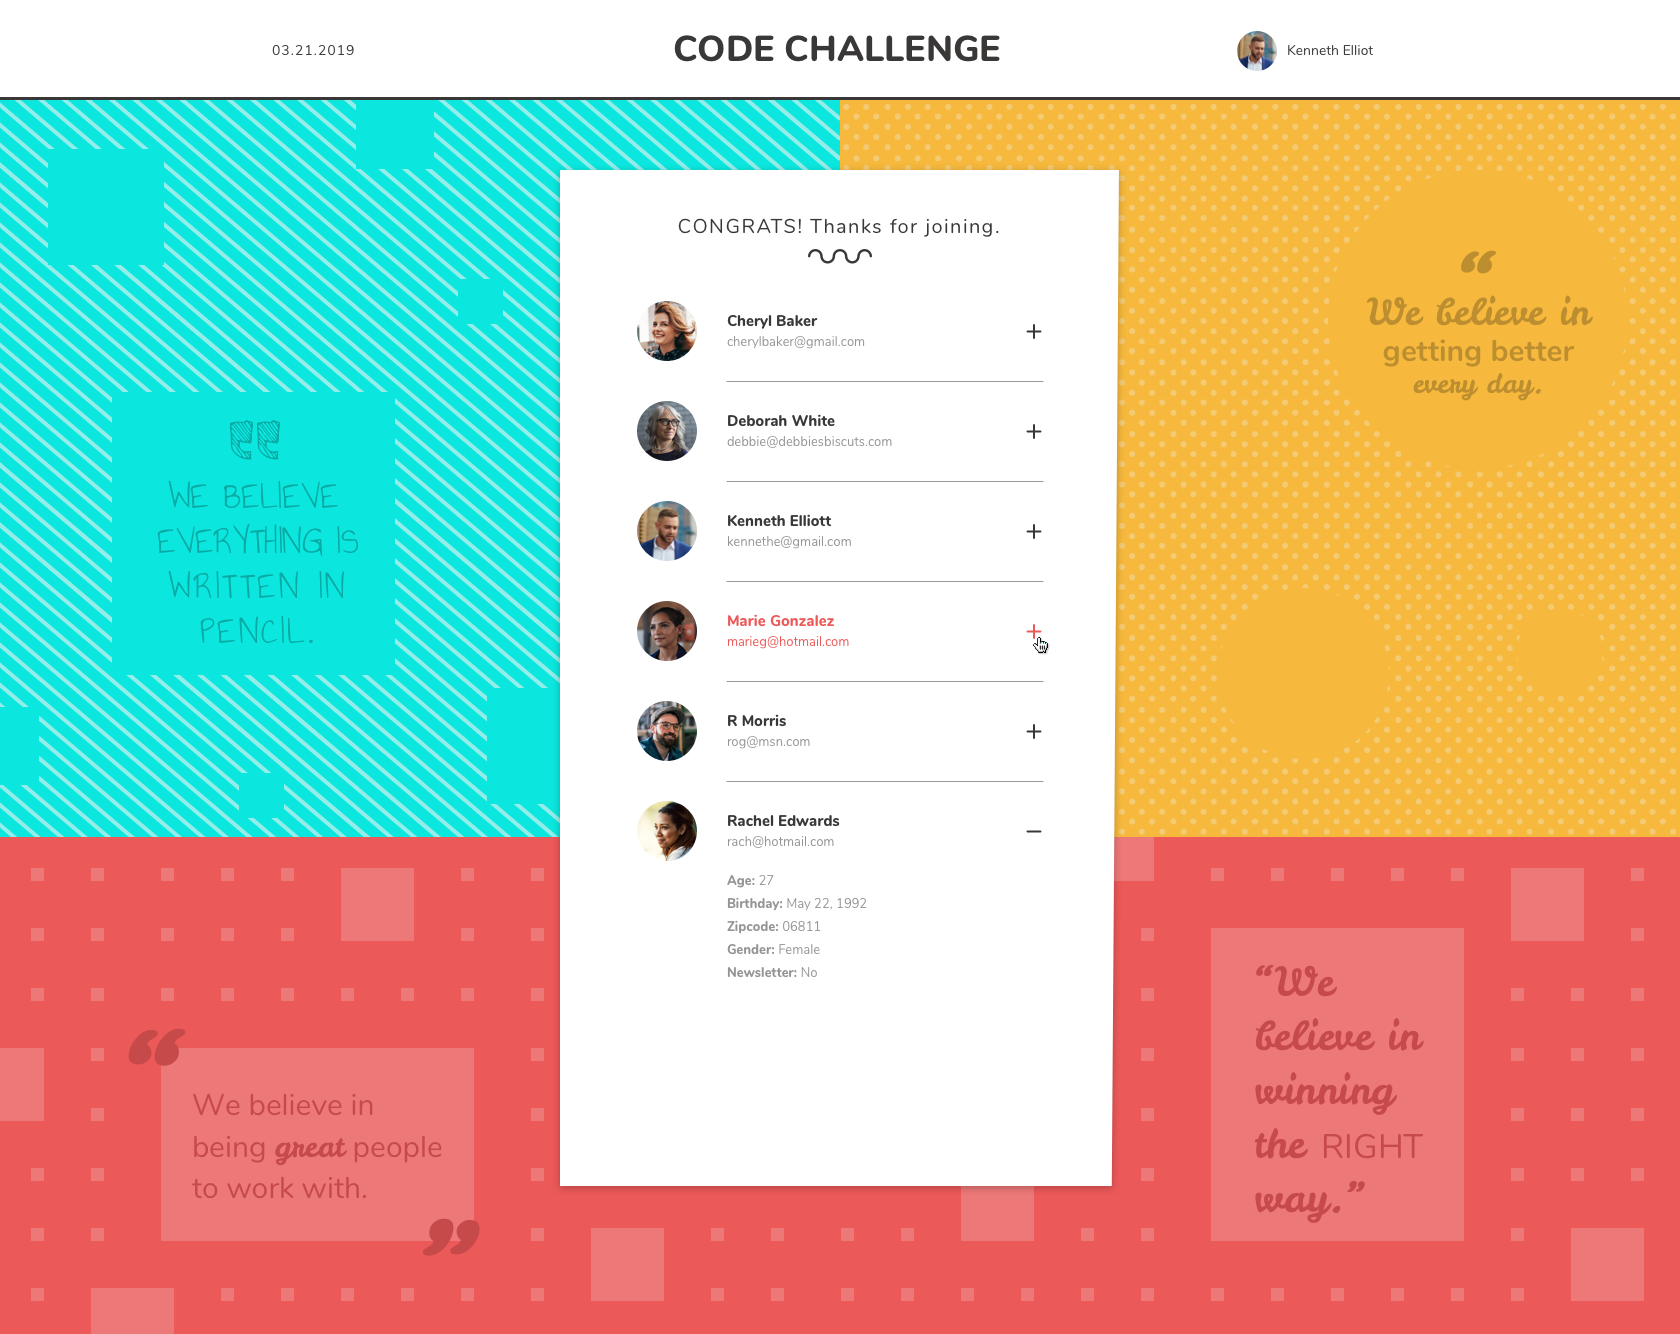 03.21.2019
CODE CHALLENGE
Kenneth Elliot
CONGRATS! Thanks for joining.
Cheryl Baker
cherylbaker@gmail.com
Deborah White
debbie@debbiesbiscuts.com
Kenneth Elliott
kennethe@gmail.com
Marie Gonzalez
marieg@hotmail.com
R Morris
rog@msn.com
Rachel Edwards
rach@hotmail.com
Age: 27
Birthday: May 22, 1992
Zipcode: 06811
Gender: Female
Newsletter: No
“
WE BELIEVE
EVERYTHING IS
WRITTEN IN
PENCIL.
“
We believe in
getting better
every day.
“
We believe in
being great people
to work with.
”
“We
believe in
winning
the RIGHT
way.”